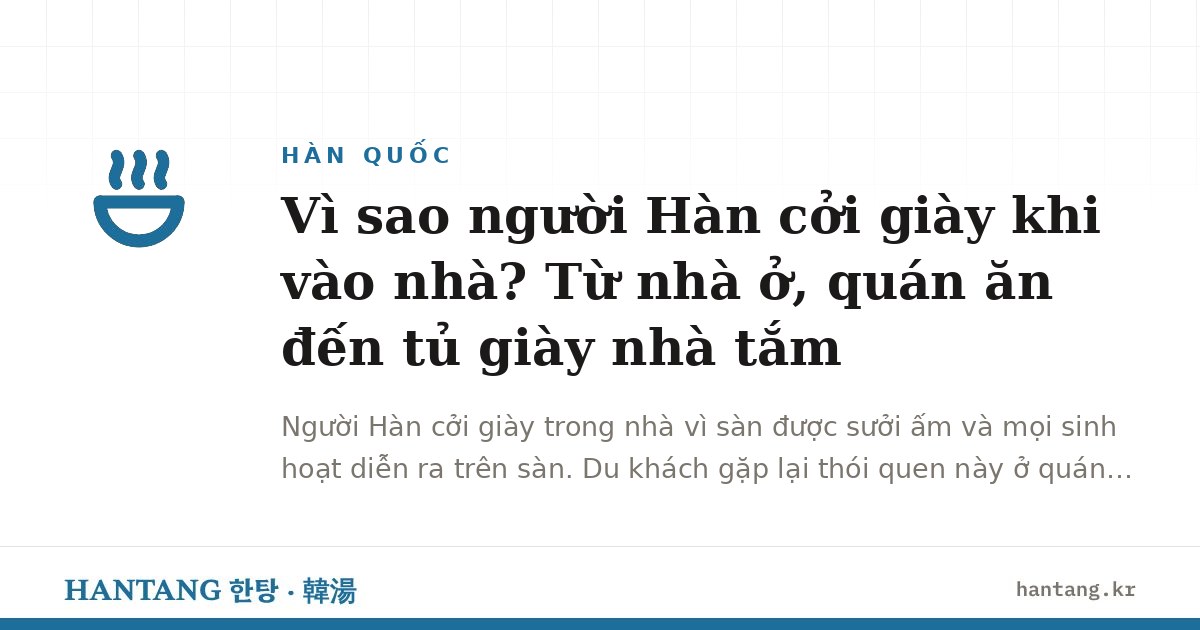 HÀN QUỐC
Vì sao người Hàn cởi giày khi
vào nhà? Từ nhà ở, quán ăn
đến tủ giày nhà tắm
Người Hàn cởi giày trong nhà vì sàn được sưởi ấm và mọi sinh
hoạt diễn ra trên sàn. Du khách gặp lại thói quen này ở quán…
HANTANG 한탕 · 韓湯
hantang.kr